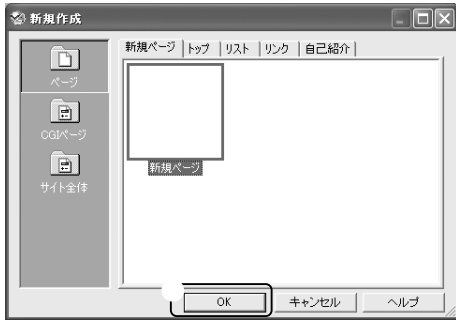 新規作成
新規ページ トップ リスト リンク 自己紹介
ページ
CGIページ
サイト全体
新規ページ
OK キャンセル ヘルプ